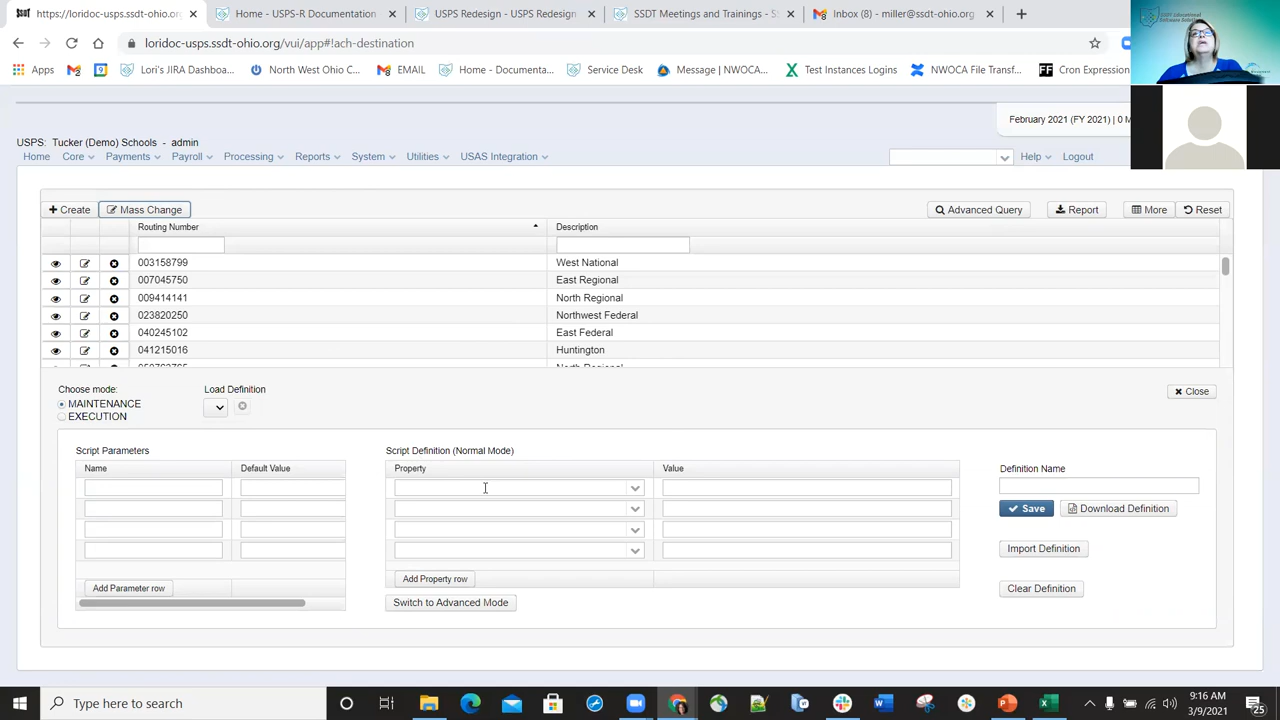 https://loridoc-usps.ssdt-ohio.org
Home - USPS-R Documentation
USPS Redesign - USPS Redesign
SSDT Meetings and Trainings - S
Inbox (8) - miller@ssdt-ohio.org
loridoc-usps.ssdt-ohio.org/vui/app#!ach-destination
Apps
Lori's JIRA Dashboa...
North West Ohio C...
EMAIL
Home - Documenta...
Service Desk
Message | NWOCA...
Test Instances Logins
NWOCA File Transf...
Cron Expression
February 2021 (FY 2021) | 0 M
USPS: Tucker (Demo) Schools - admin
Home Core Payments Payroll Processing Reports System Utilities USAS Integration Help Logout
Create Mass Change Advanced Query Report More Reset
Routing Number Description
003158799 West National
007045750 East Regional
009414141 North Regional
023820250 Northwest Federal
040245102 East Federal
041215016 Huntington
Choose mode: Load Definition
MAINTENANCE
EXECUTION
Close
Script Parameters
Name Default Value
Add Parameter row
Script Definition (Normal Mode)
Property Value
Add Property row
Switch to Advanced Mode
Definition Name
Save Download Definition
Import Definition
Clear Definition
Type here to search
9:16 AM
3/9/2021
25